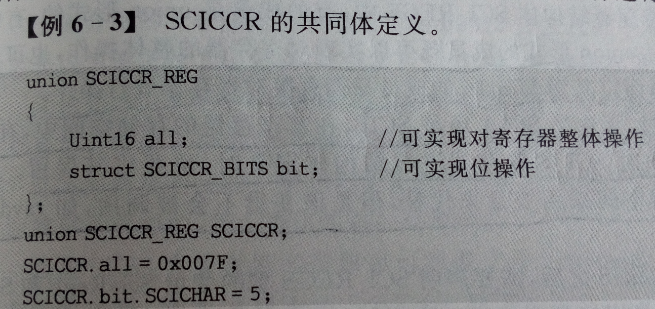 【例 6-3】 SCICCR 的共同体定义。
union SCICCR_REG
{
Uint16 all; //可实现对寄存器整体操作
struct SCICCR_BITS bit; //可实现位操作
};
union SCICCR_REG SCICCR;
SCICCR.all = 0x007F;
SCICCR.bit.SCICHAR = 5;